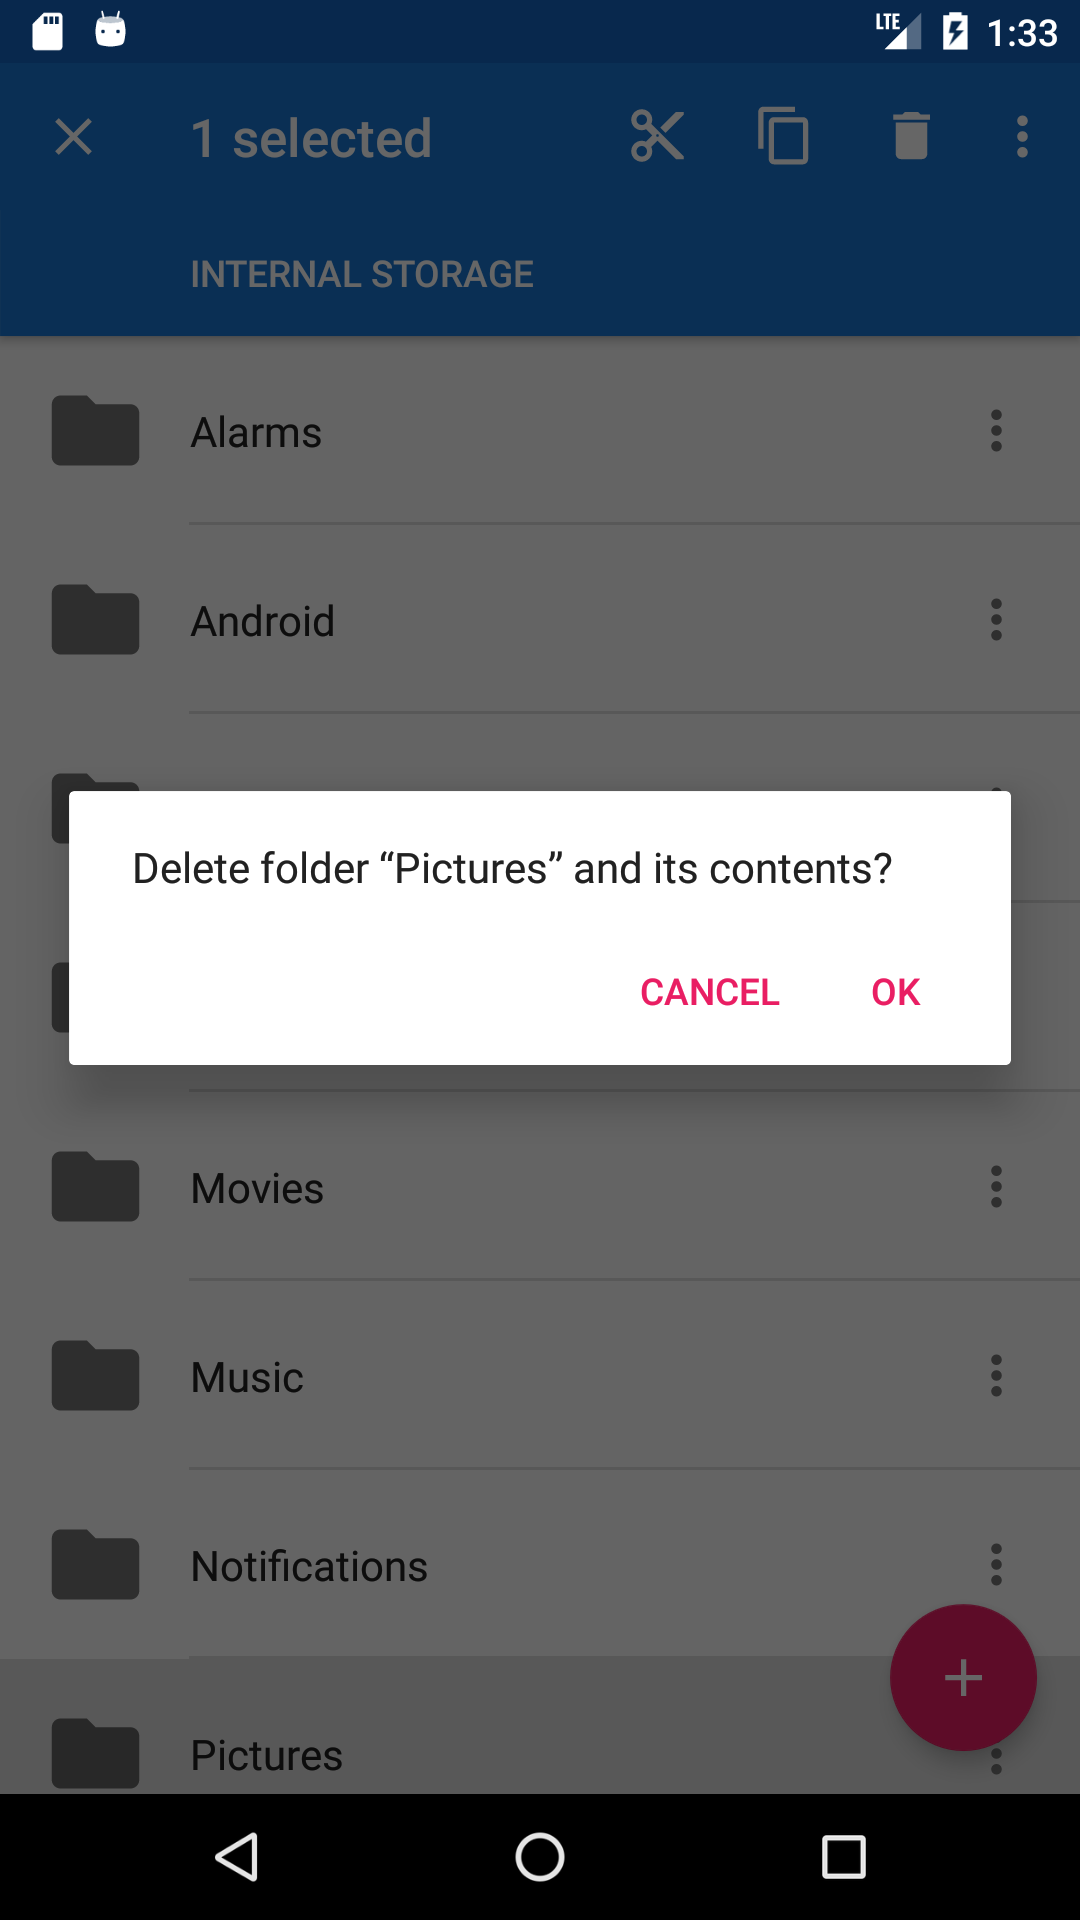 LTE 1:33
1 selected
INTERNAL STORAGE
Alarms
Android
Delete folder “Pictures” and its contents?
CANCEL OK
Movies
Music
Notifications
Pictures